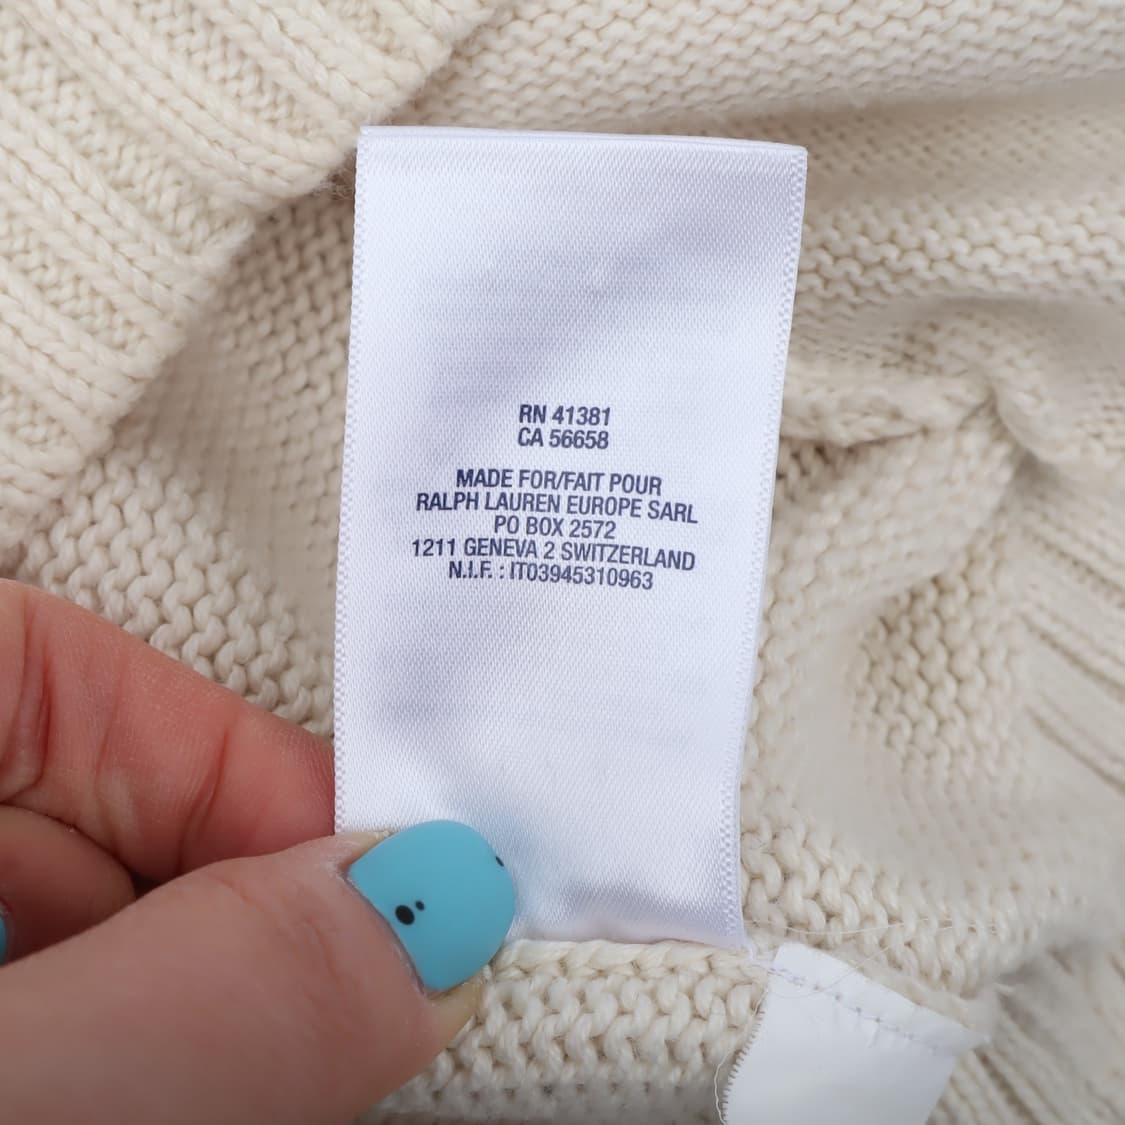 RN 41381
CA 56658
MADE FOR/FAIT POUR
RALPH LAUREN EUROPE SARL
PO BOX 2572
1211 GENEVA 2 SWITZERLAND
N.I.F. : IT03945310963